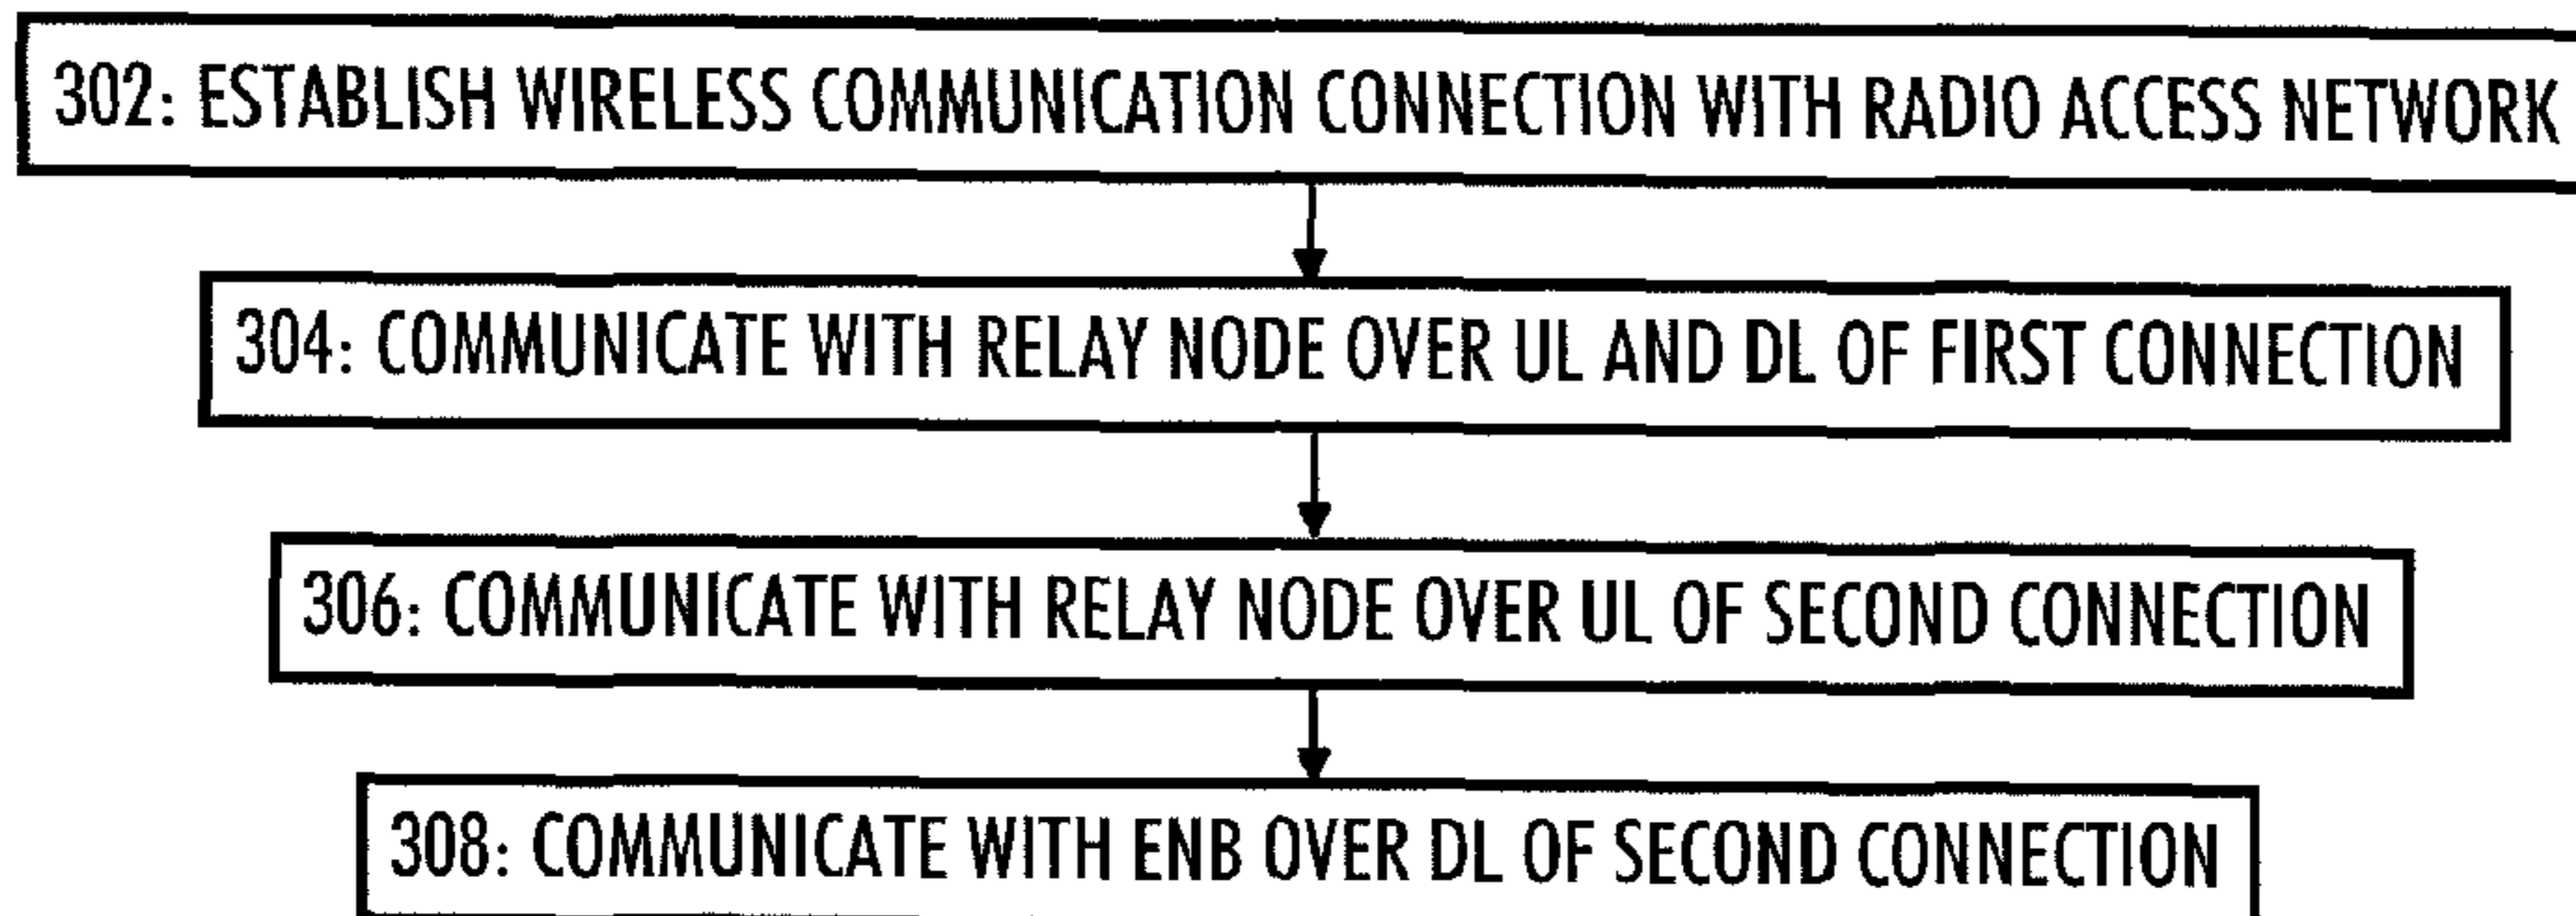 302: ESTABLISH WIRELESS COMMUNICATION CONNECTION WITH RADIO ACCESS NETWORK
304: COMMUNICATE WITH RELAY NODE OVER UL AND DL OF FIRST CONNECTION
306: COMMUNICATE WITH RELAY NODE OVER UL OF SECOND CONNECTION
308: COMMUNICATE WITH ENB OVER DL OF SECOND CONNECTION